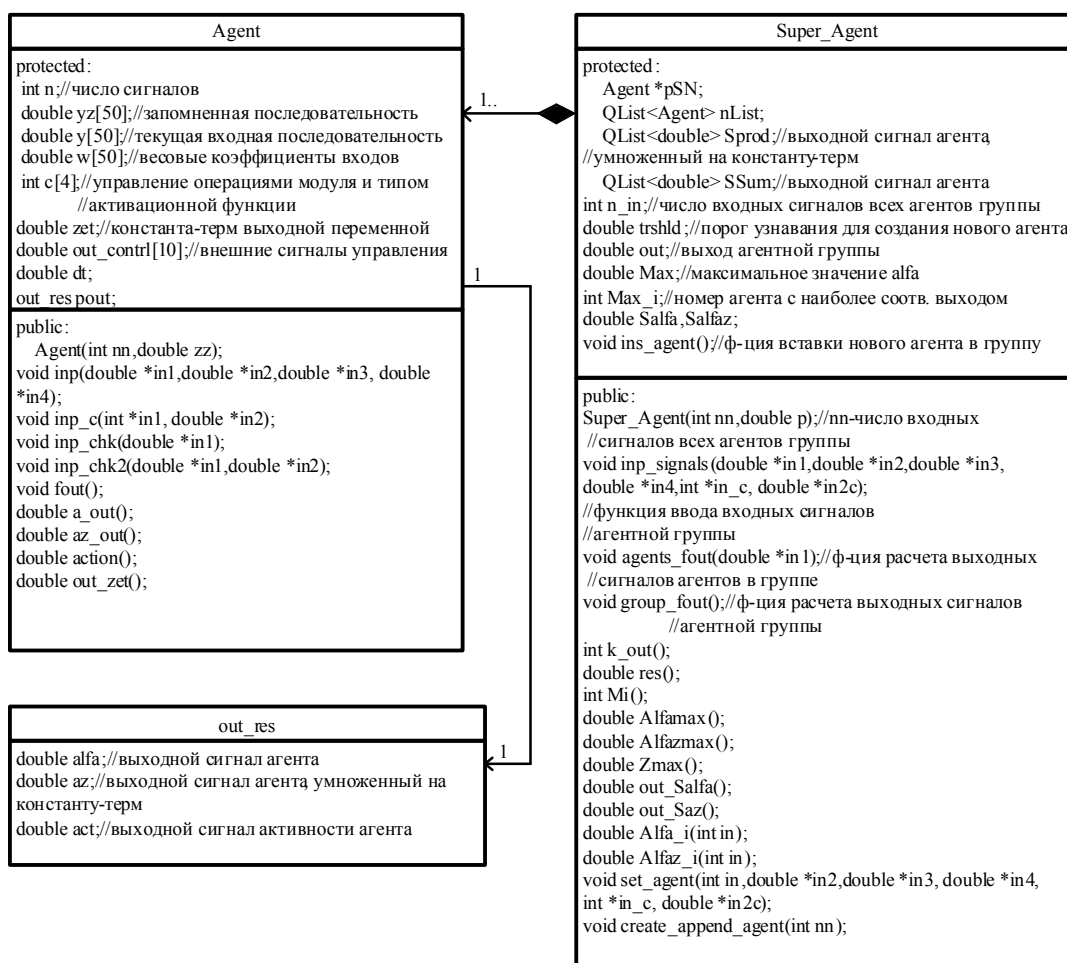 Agent
protected:
int n;//число сигналов
double yz[50];//запомненная последовательность
double y[50];//текущая входная последовательность
double w[50];//весовые коэффициенты входов
int c[4];//управление операциями модуля и типом
//активационной функции
double zet;//константа-терм выходной переменной
double out_contrl[10];//внешние сигналы управления
double dt;
out_res pout;
public:
Agent(int nn,double zz);
void inp(double *in1,double *in2,double *in3, double
*in4);
void inp_c(int *in1, double *in2);
void inp_chk(double *in1);
void inp_chk2(double *in1,double *in2);
void fout();
double a_out();
double az_out();
double action();
double out_zet();
1..
1
1
out_res
double alfa;//выходной сигнал агента
double az;//выходной сигнал агента, умноженный на
константу-терм
double act;//выходной сигнал активности агента
Super_Agent
protected:
Agent *pSN;
QList<Agent> nList;
QList<double> Sprod;//выходной сигнал агента,
//умноженный на константу-терм
QList<double> SSum;//выходной сигнал агента
int n_in;//число входных сигналов всех агентов группы
double trshld;//порог узнавания для создания нового агента
double out;//выход агентной группы
double Max;//максимальное значение alfa
int Max_i;//номер агента с наиболее соотв. выходом
double Salfa,Salfaz;
void ins_agent();//ф-ция вставки нового агента в группу
public:
Super_Agent(int nn,double p);//nn-число входных
//сигналов всех агентов группы
void inp_signals(double *in1,double *in2,double *in3,
double *in4,int *in_c, double *in2c);
//функция ввода входных сигналов
//агентной группы
void agents_fout(double *in1);//ф-ция расчета выходных
//сигналов агентов в группе
void group_fout();//ф-ция расчета выходных сигналов
//агентной группы
int k_out();
double res();
int Mi();
double Alfamax();
double Alfazmax();
double Zmax();
double out_Salfa();
double out_Saz();
double Alfa_i(int in);
double Alfaz_i(int in);
void set_agent(int in,double *in2,double *in3, double *in4,
int *in_c, double *in2c);
void create_append_agent(int nn);